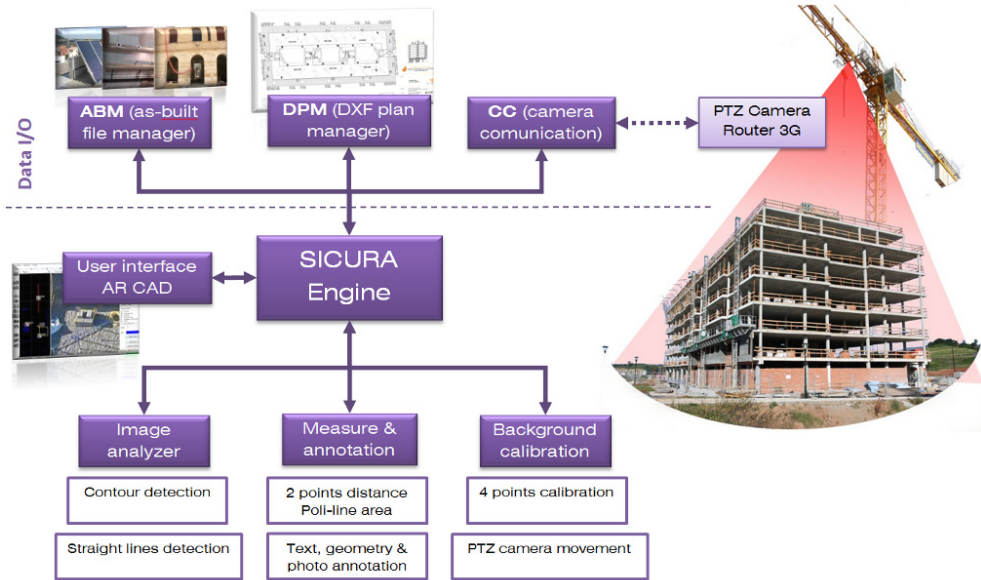 Data I/O
ABM (as-built
file manager)
DPM (DXF plan
manager)
CC (camera
comunication)
PTZ Camera
Router 3G
User interface
AR CAD
SICURA
Engine
Image
analyzer
Measure &
annotation
Background
calibration
Contour detection
2 points distance
Poli-line area
4 points calibration
Straight lines detection
Text, geometry &
photo annotation
PTZ camera movement